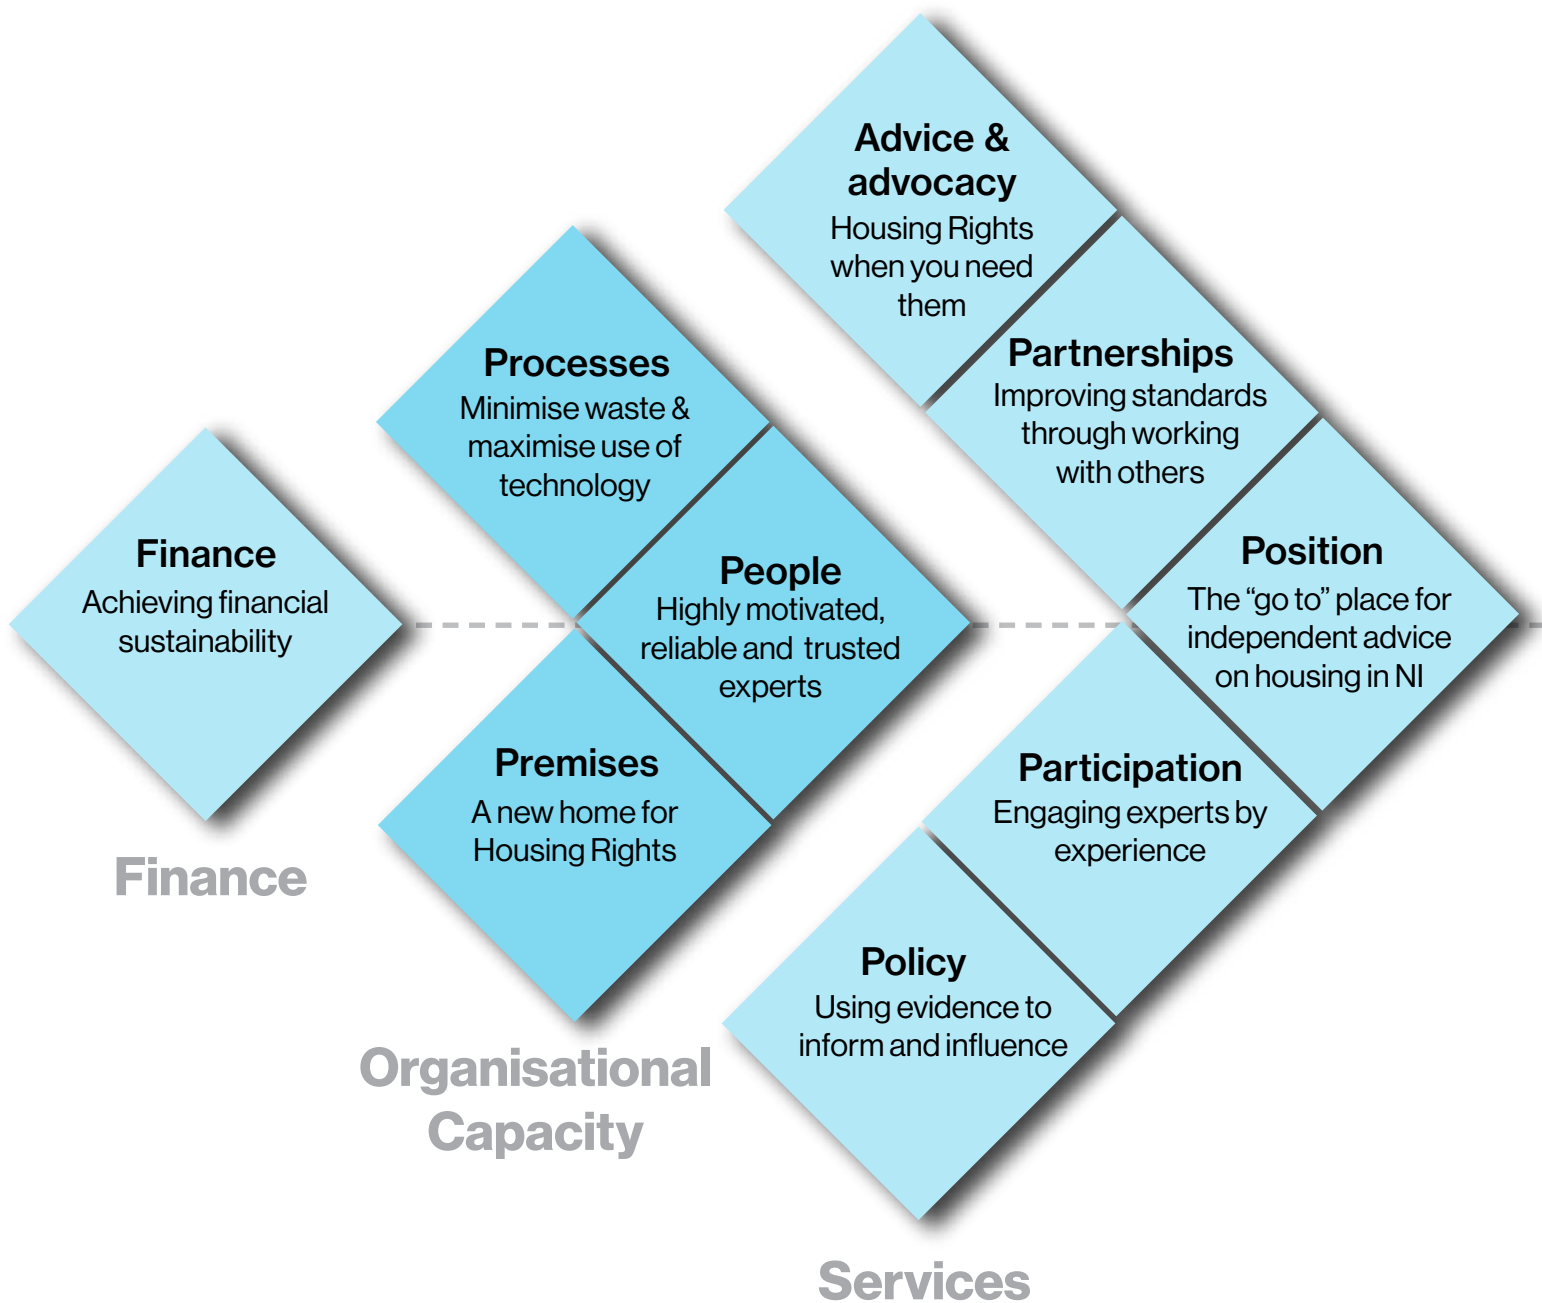 Finance
Achieving financial
sustainability
Finance
Processes
Minimise waste &
maximise use of
technology
People
Highly motivated,
reliable and trusted
experts
Premises
A new home for
Housing Rights
Organisational
Capacity
Advice &
advocacy
Housing Rights
when you need
them
Partnerships
Improving standards
through working
with others
Position
The “go to” place for
independent advice
on housing in NI
Participation
Engaging experts by
experience
Policy
Using evidence to
inform and influence
Services